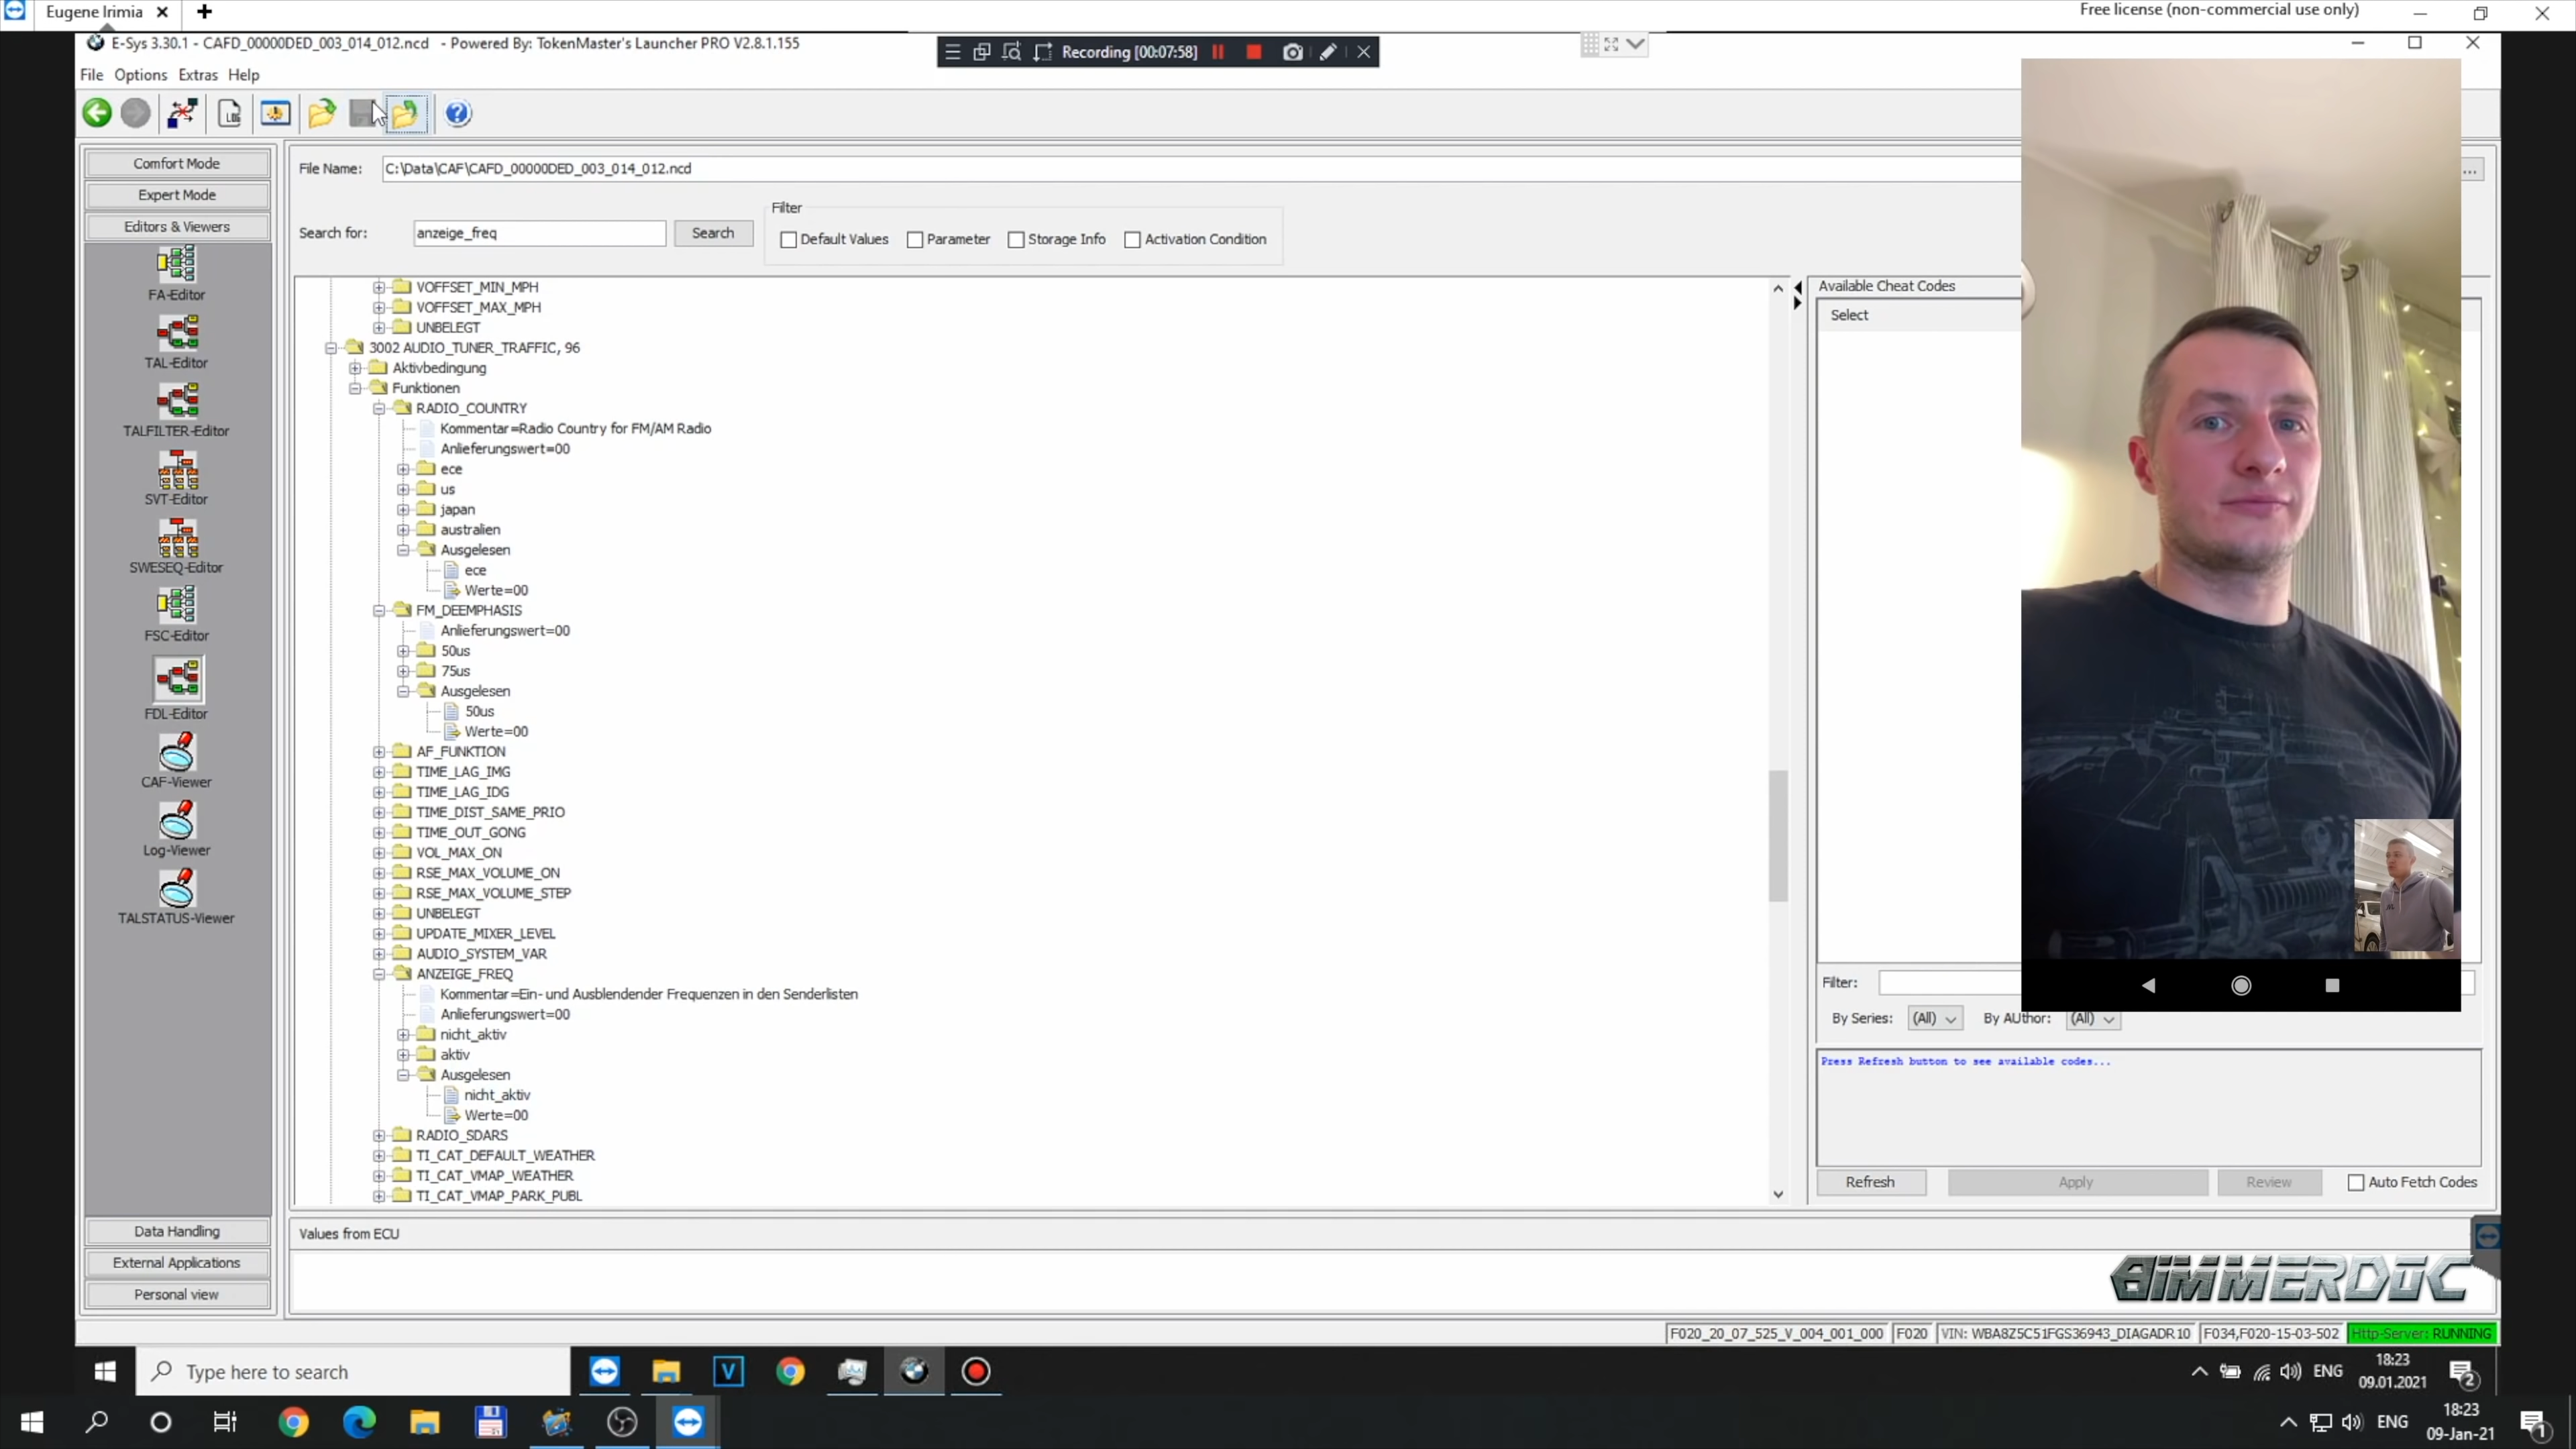 Eugene Irimia
Free license (non-commercial use only)
E-Sys 3.30.1 - CAFD_00000DED_003_014_012.ncd - Powered By: TokenMaster's Launcher PRO V2.8.1.155
Recording [00:07:58]
File Options Extras Help
LOG
Comfort Mode
Expert Mode
Editors & Viewers
FA-Editor
TAL-Editor
TALFILTER-Editor
SVT-Editor
SWESEQ-Editor
FSC-Editor
FDL-Editor
CAF-Viewer
Log-Viewer
TALSTATUS-Viewer
Data Handling
External Applications
Personal view
File Name: C:\Data\CAF\CAFD_00000DED_003_014_012.ncd
...
Filter
Search for: anzeige_freq Search Default Values Parameter Storage Info Activation Condition
VOFFSET_MIN_MPH
VOFFSET_MAX_MPH
UNBELEGT
3002 AUDIO_TUNER_TRAFFIC, 96
Aktivbedingung
Funktionen
RADIO_COUNTRY
Kommentar=Radio Country for FM/AM Radio
Anlieferungswert=00
ece
us
japan
australien
Ausgelesen
ece
Werte=00
FM_DEEMPHASIS
Anlieferungswert=00
50us
75us
Ausgelesen
50us
Werte=00
AF_FUNKTION
TIME_LAG_IMG
TIME_LAG_IDG
TIME_DIST_SAME_PRIO
TIME_OUT_GONG
VOL_MAX_ON
RSE_MAX_VOLUME_ON
RSE_MAX_VOLUME_STEP
UNBELEGT
UPDATE_MIXER_LEVEL
AUDIO_SYSTEM_VAR
ANZEIGE_FREQ
Kommentar=Ein- und Ausblendender Frequenzen in den Senderlisten
Anlieferungswert=00
nicht_aktiv
aktiv
Ausgelesen
nicht_aktiv
Werte=00
RADIO_SDARS
TI_CAT_DEFAULT_WEATHER
TI_CAT_VMAP_WEATHER
TI_CAT_VMAP_PARK_PUBL
Available Cheat Codes
Select
Filter:
By Series: (All) By AUthor: (All)
Press Refresh button to see available codes...
Refresh Apply Review Auto Fetch Codes
Values from ECU
BIMMERDOC
F020_20_07_525_V_004_001_000 F020 VIN: WBA8Z5C51FGS36943_DIAGADR10 F034,F020-15-03-502 Http-Server: RUNNING
Type here to search
V
ENG
18:23
09.01.2021
2
ENG
18:23
09-Jan-21
1